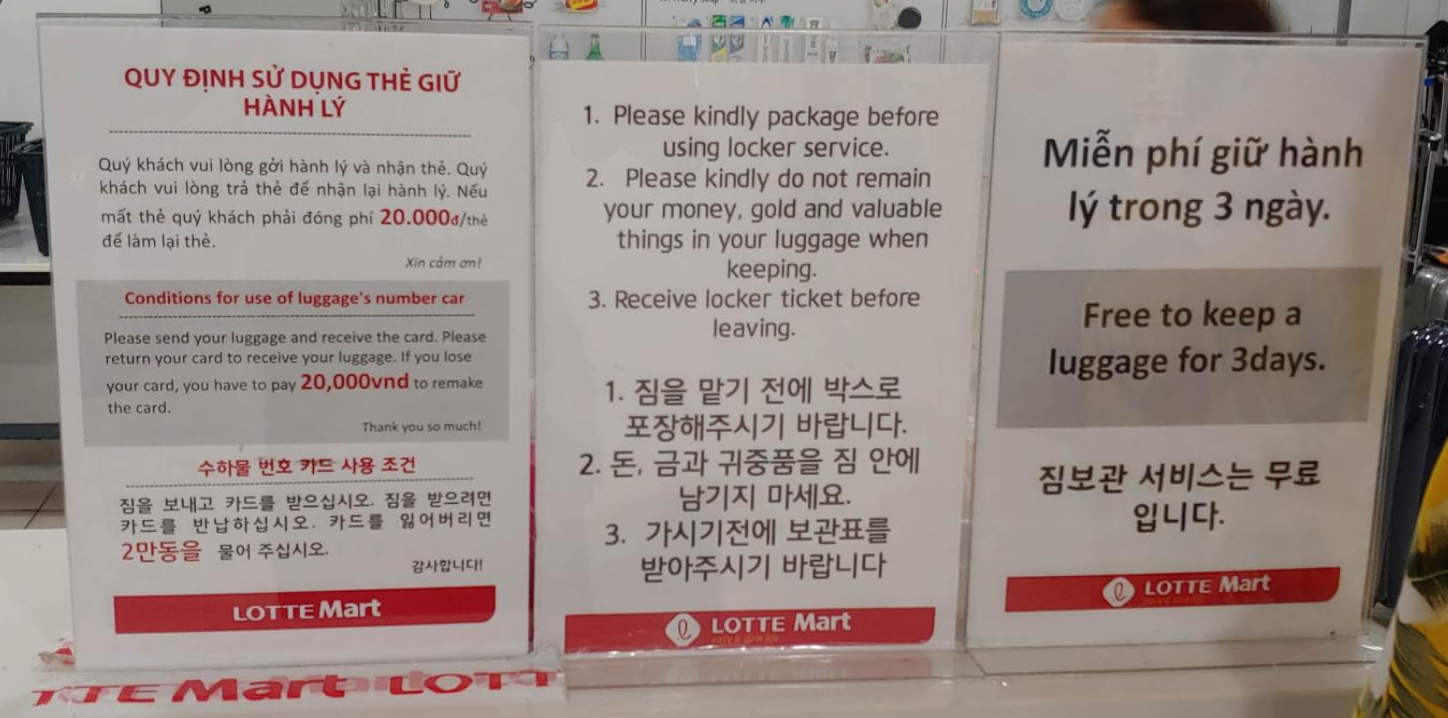 QUY ĐỊNH SỬ DỤNG THẺ GIỮ
HÀNH LÝ
Quý khách vui lòng gởi hành lý và nhận thẻ. Quý
khách vui lòng trả thẻ để nhận lại hành lý. Nếu
mất thẻ quý khách phải đóng phí 20.000đ/thẻ
để làm lại thẻ.
Xin cảm ơn!
Conditions for use of luggage's number car
Please send your luggage and receive the card. Please
return your card to receive your luggage. If you lose
your card, you have to pay 20,000vnd to remake
the card.
Thank you so much!
수하물 번호 카드 사용 조건
짐을 보내고 카드를 받으십시오. 짐을 받으려면
카드를 반납하십시오. 카드를 잃어버리면
2만동을 물어 주십시오.
감사합니다!
LOTTE Mart
1. Please kindly package before
using locker service.
2. Please kindly do not remain
your money, gold and valuable
things in your luggage when
keeping.
3. Receive locker ticket before
leaving.
1. 짐을 맡기 전에 박스로
포장해주시기 바랍니다.
2. 돈, 금과 귀중품을 짐 안에
남기지 마세요.
3. 가시기전에 보관표를
받아주시기 바랍니다
LOTTE Mart
Miễn phí giữ hành
lý trong 3 ngày.
Free to keep a
luggage for 3days.
짐보관 서비스는 무료
입니다.
LOTTE Mart
TTE Mart LOTT